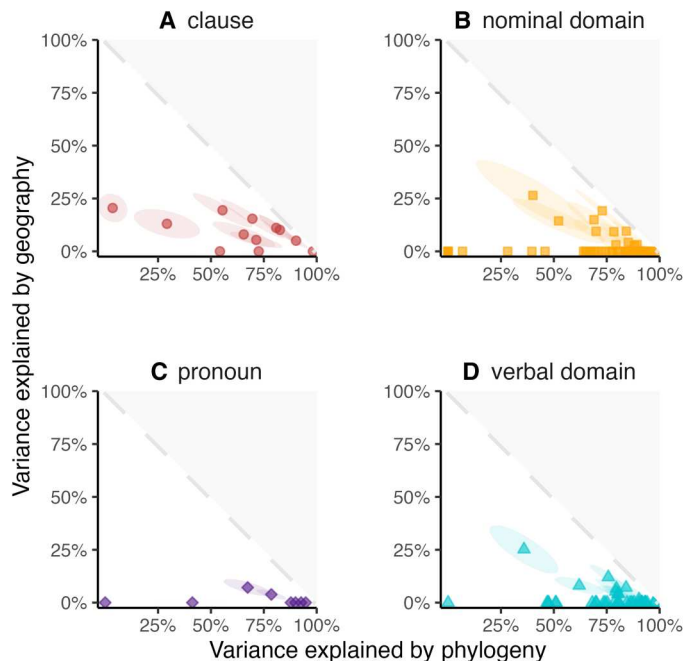 A clause
B nominal domain
100%
75%
50%
25%
0%
25% 50% 75% 100%
100%
75%
50%
25%
0%
25% 50% 75% 100%
Variance explained by geography
C pronoun
D verbal domain
100%
75%
50%
25%
0%
25% 50% 75% 100%
100%
75%
50%
25%
0%
25% 50% 75% 100%
Variance explained by phylogeny